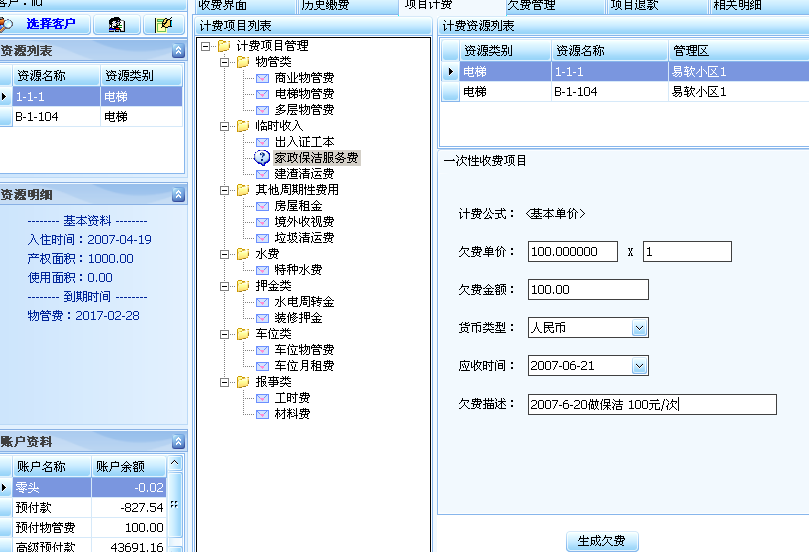 客户：liu
选择客户
资源列表
资源名称 资源类别
1-1-1 电梯
B-1-104 电梯
资源明细
-------- 基本资料 --------
入住时间：2007-04-19
产权面积：1000.00
使用面积：0.00
-------- 到期时间 --------
物管费：2017-02-28
账户资料
账户名称 账户余额
零头 -0.02
预付款 -827.54
预付物管费 100.00
高级预付款 43691.16
收费界面 历史缴费 项目计费 欠费管理 项目退款 相关明细
计费项目列表
计费项目管理
物管类
商业物管费
电梯物管费
多层物管费
临时收入
出入证工本
家政保洁服务费
建渣清运费
其他周期性费用
房屋租金
境外收视费
垃圾清运费
水费
特种水费
押金类
水电周转金
装修押金
车位类
车位物管费
车位月租费
报事类
工时费
材料费
计费资源列表
资源类别 资源名称 管理区
电梯 1-1-1 易软小区1
电梯 B-1-104 易软小区1
一次性收费项目
计费公式：<基本单价>
欠费单价：100.000000 X 1
欠费金额：100.00
货币类型：人民币
应收时间：2007-06-21
欠费描述：2007-6-20做保洁 100元/次
生成欠费